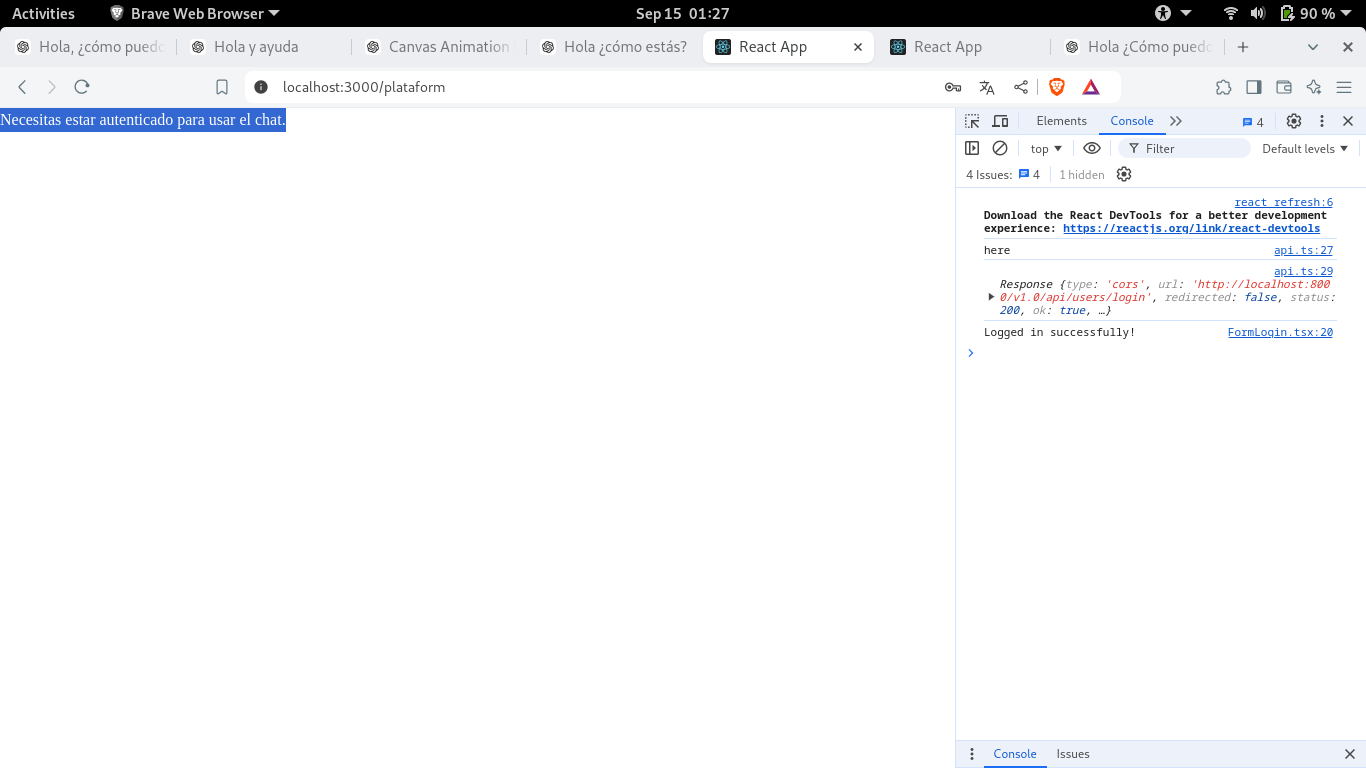 Activities
Brave Web Browser
Sep 15 01:27
90 %
Hola, ¿cómo puedo
Hola y ayuda
Canvas Animation
Hola ¿cómo estás?
React App
React App
Hola ¿Cómo puedo
localhost:3000/plataform
Necesitas estar autenticado para usar el chat.
Elements
Console
4
top
Filter
Default levels
4 Issues:
4
1 hidden
react refresh:6
Download the React DevTools for a better development
experience: https://reactjs.org/link/react-devtools
here
api.ts:27
api.ts:29
Response {type: 'cors', url: 'http://localhost:800
0/v1.0/api/users/login', redirected: false, status:
200, ok: true, …}
Logged in successfully!
FormLogin.tsx:20
Console
Issues